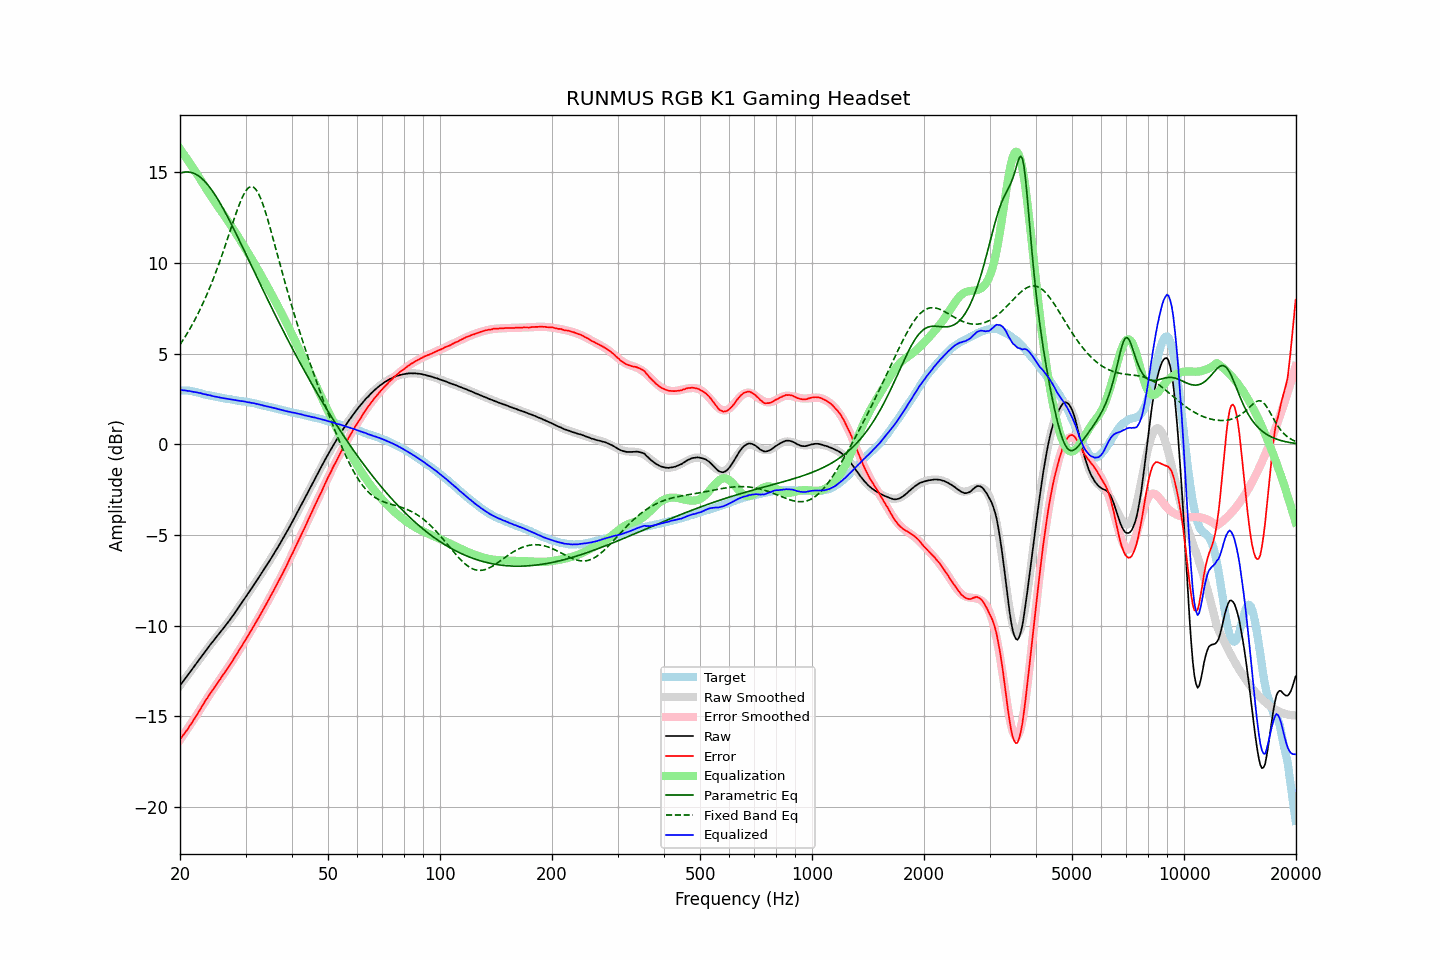 RUNMUS RGB K1 Gaming Headset
Amplitude (dBr)
15
10
5
0
−5
−10
−15
−20
Target
Raw Smoothed
Error Smoothed
Raw
Error
Equalization
Parametric Eq
Fixed Band Eq
Equalized
20 50 100 200 500 1000 2000 5000 10000 20000
Frequency (Hz)